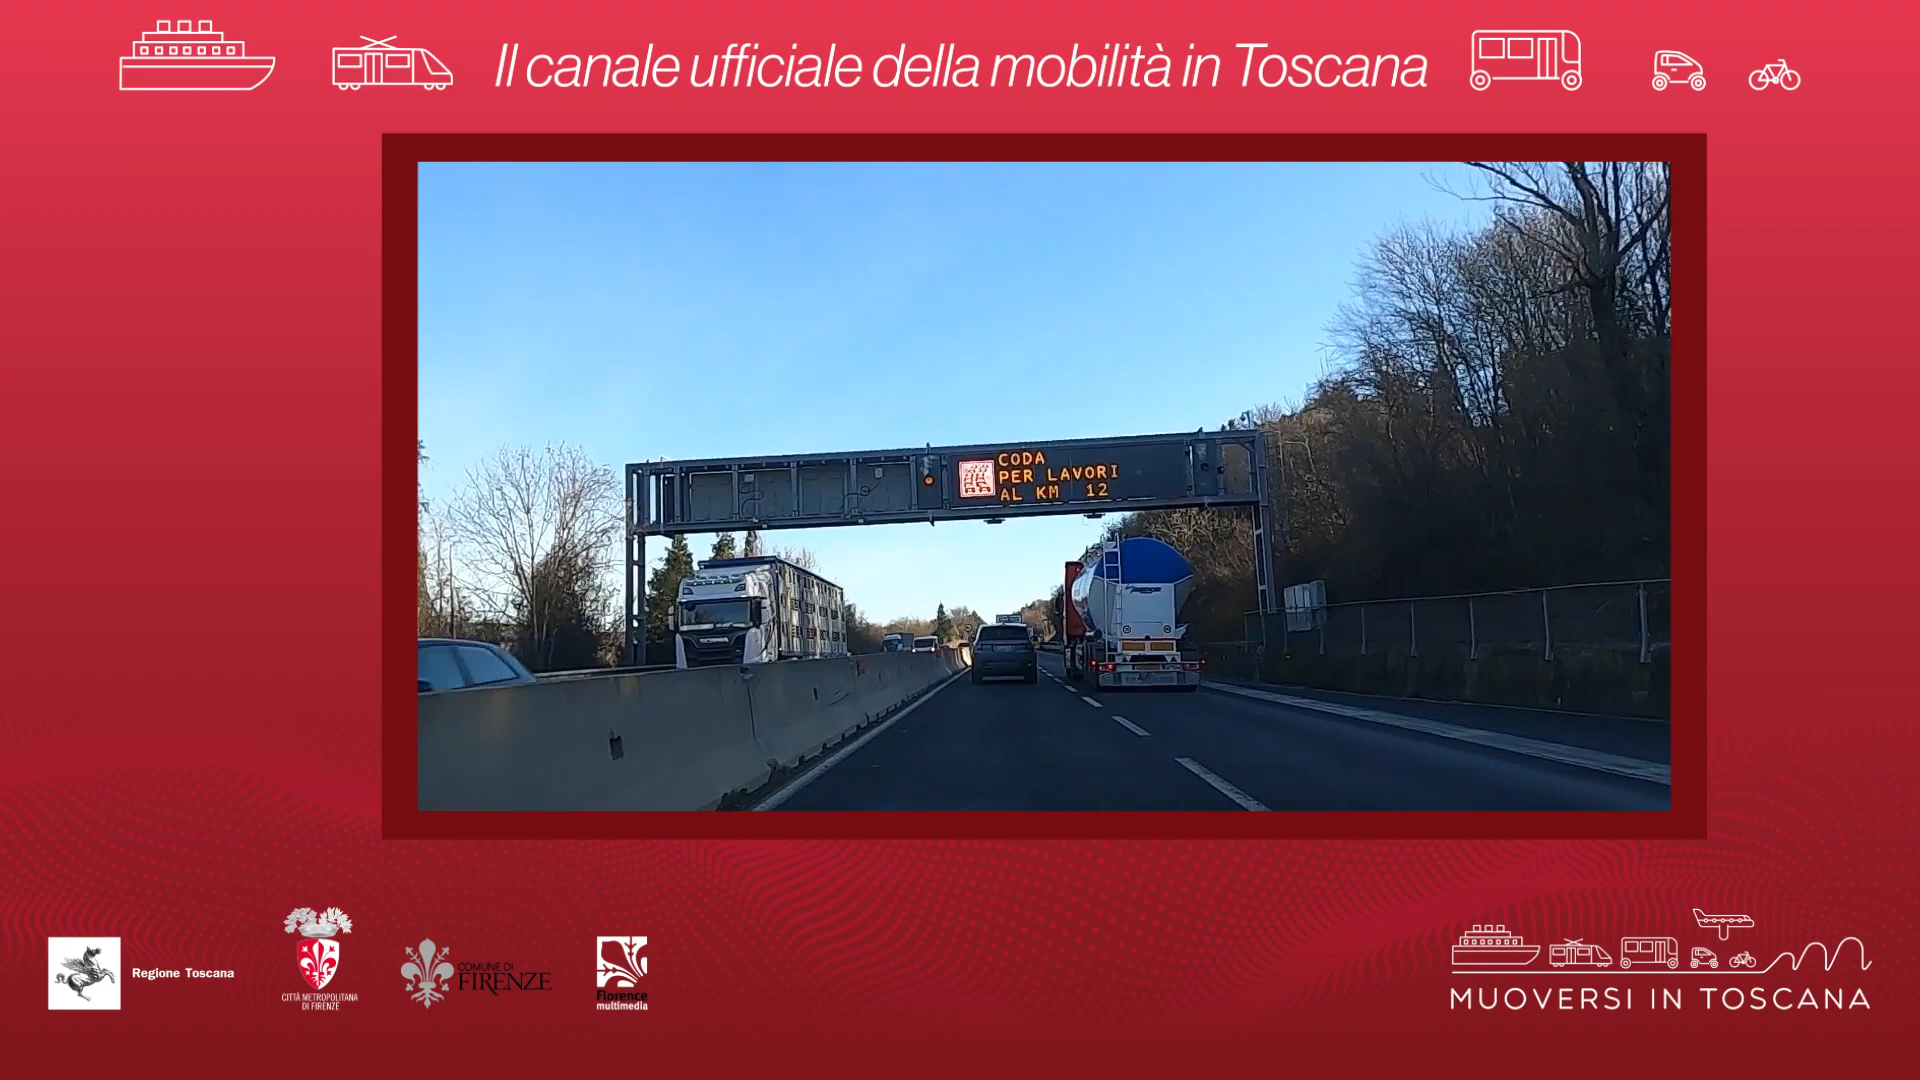 Il canale ufficiale della mobilità in Toscana
CODA
PER LAVORI
AL KM 12
Regione Toscana
CITTÀ METROPOLITANA
DI FIRENZE
COMUNE DI
FIRENZE
Florence
multimedia
MUOVERSI IN TOSCANA